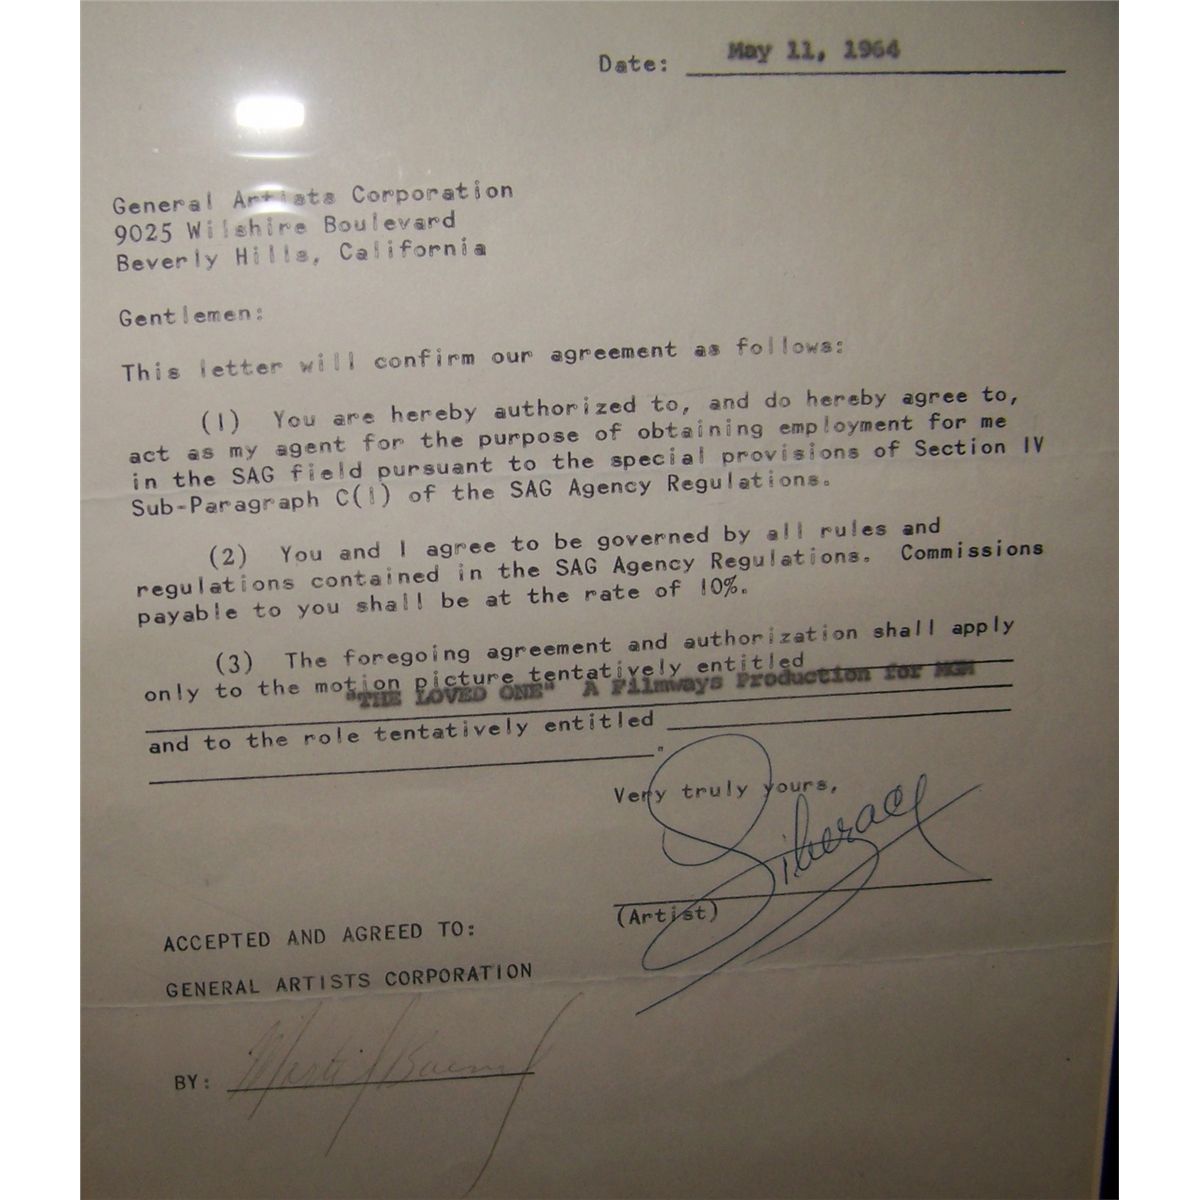 Date: May 11, 1964
General Artists Corporation
9025 Wilshire Boulevard
Beverly Hills, California
Gentlemen:
This letter will confirm our agreement as follows:
(1) You are hereby authorized to, and do hereby agree to,
act as my agent for the purpose of obtaining employment for me
in the SAG field pursuant to the special provisions of Section IV
Sub-Paragraph C(1) of the SAG Agency Regulations.
(2) You and I agree to be governed by all rules and
regulations contained in the SAG Agency Regulations. Commissions
payable to you shall be at the rate of 10%.
(3) The foregoing agreement and authorization shall apply
only to the motion picture tentatively entitled
"THE LOVED ONE" A Filmways Production for MGM
and to the role tentatively entitled
.
Very truly yours,
Liberace
(Artist)
ACCEPTED AND AGREED TO:
GENERAL ARTISTS CORPORATION
BY: